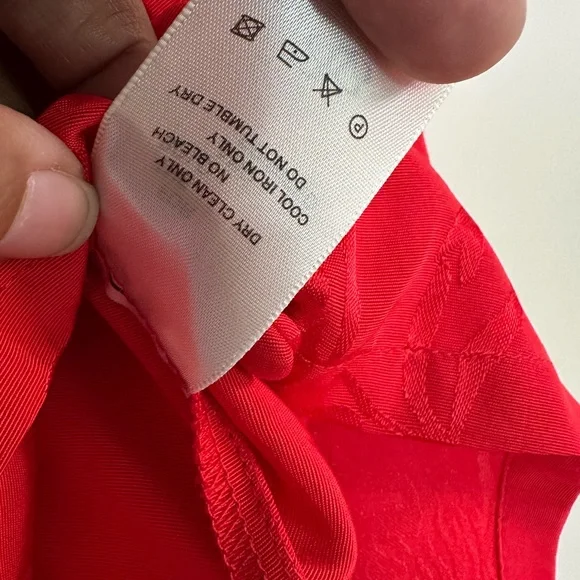 P
DRY CLEAN ONLY
NO BLEACH
COOL IRON ONLY
DO NOT TUMBLE DRY